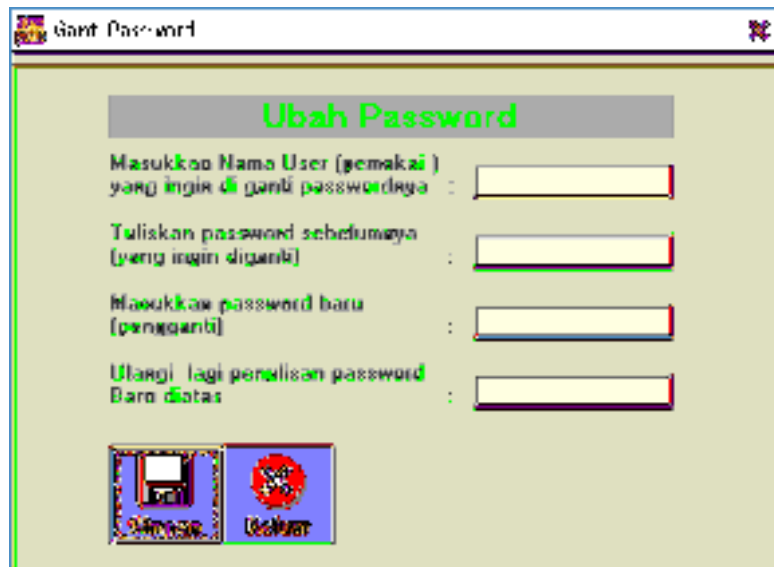 Ganti Password
Ubah Password
Masukkan Nama User (pemakai )
yang ingin di ganti passwordnya :
Tuliskan password sebelumnya
(yang ingin diganti) :
Masukkan password baru
(pengganti) :
Ulangi lagi penulisan password
Baru diatas :
Simpan Keluar